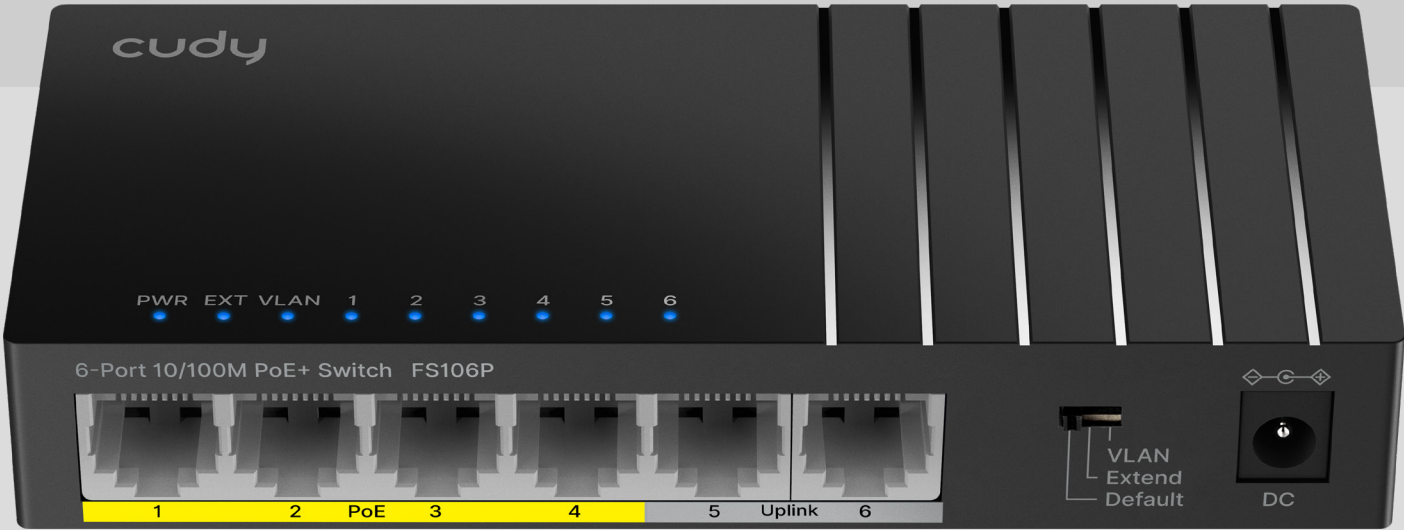 cudy
PWR EXT VLAN 1 2 3 4 5 6
6-Port 10/100M PoE+ Switch FS106P
VLAN
Extend
Default
DC
1 2 PoE 3 4 5 Uplink 6